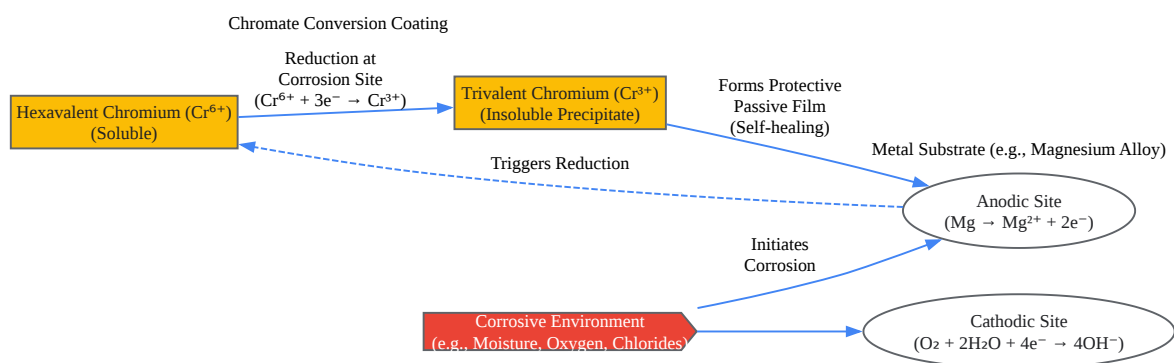 Chromate Conversion Coating
Reduction at
Corrosion Site
(Cr⁶⁺ + 3e⁻ → Cr³⁺)
Hexavalent Chromium (Cr⁶⁺)
(Soluble)
Trivalent Chromium (Cr³⁺)
(Insoluble Precipitate)
Forms Protective
Passive Film
(Self-healing)
Triggers Reduction
Metal Substrate (e.g., Magnesium Alloy)
Anodic Site
(Mg → Mg²⁺ + 2e⁻)
Initiates
Corrosion
Corrosive Environment
(e.g., Moisture, Oxygen, Chlorides)
Cathodic Site
(O₂ + 2H₂O + 4e⁻ → 4OH⁻)